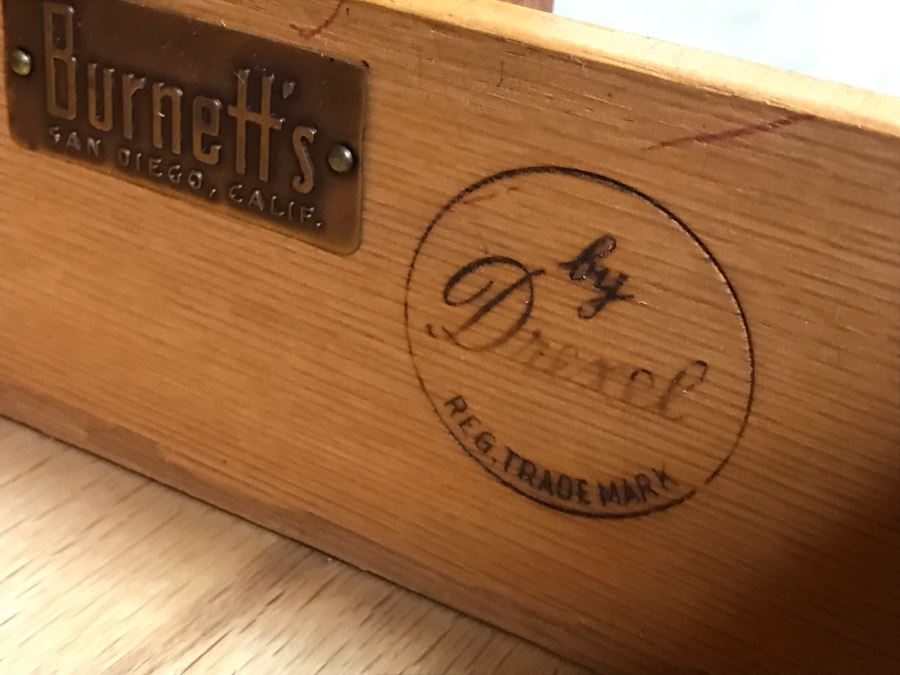 Burnett's
SAN DIEGO, CALIF.
by
Drexel
REG. TRADE MARK